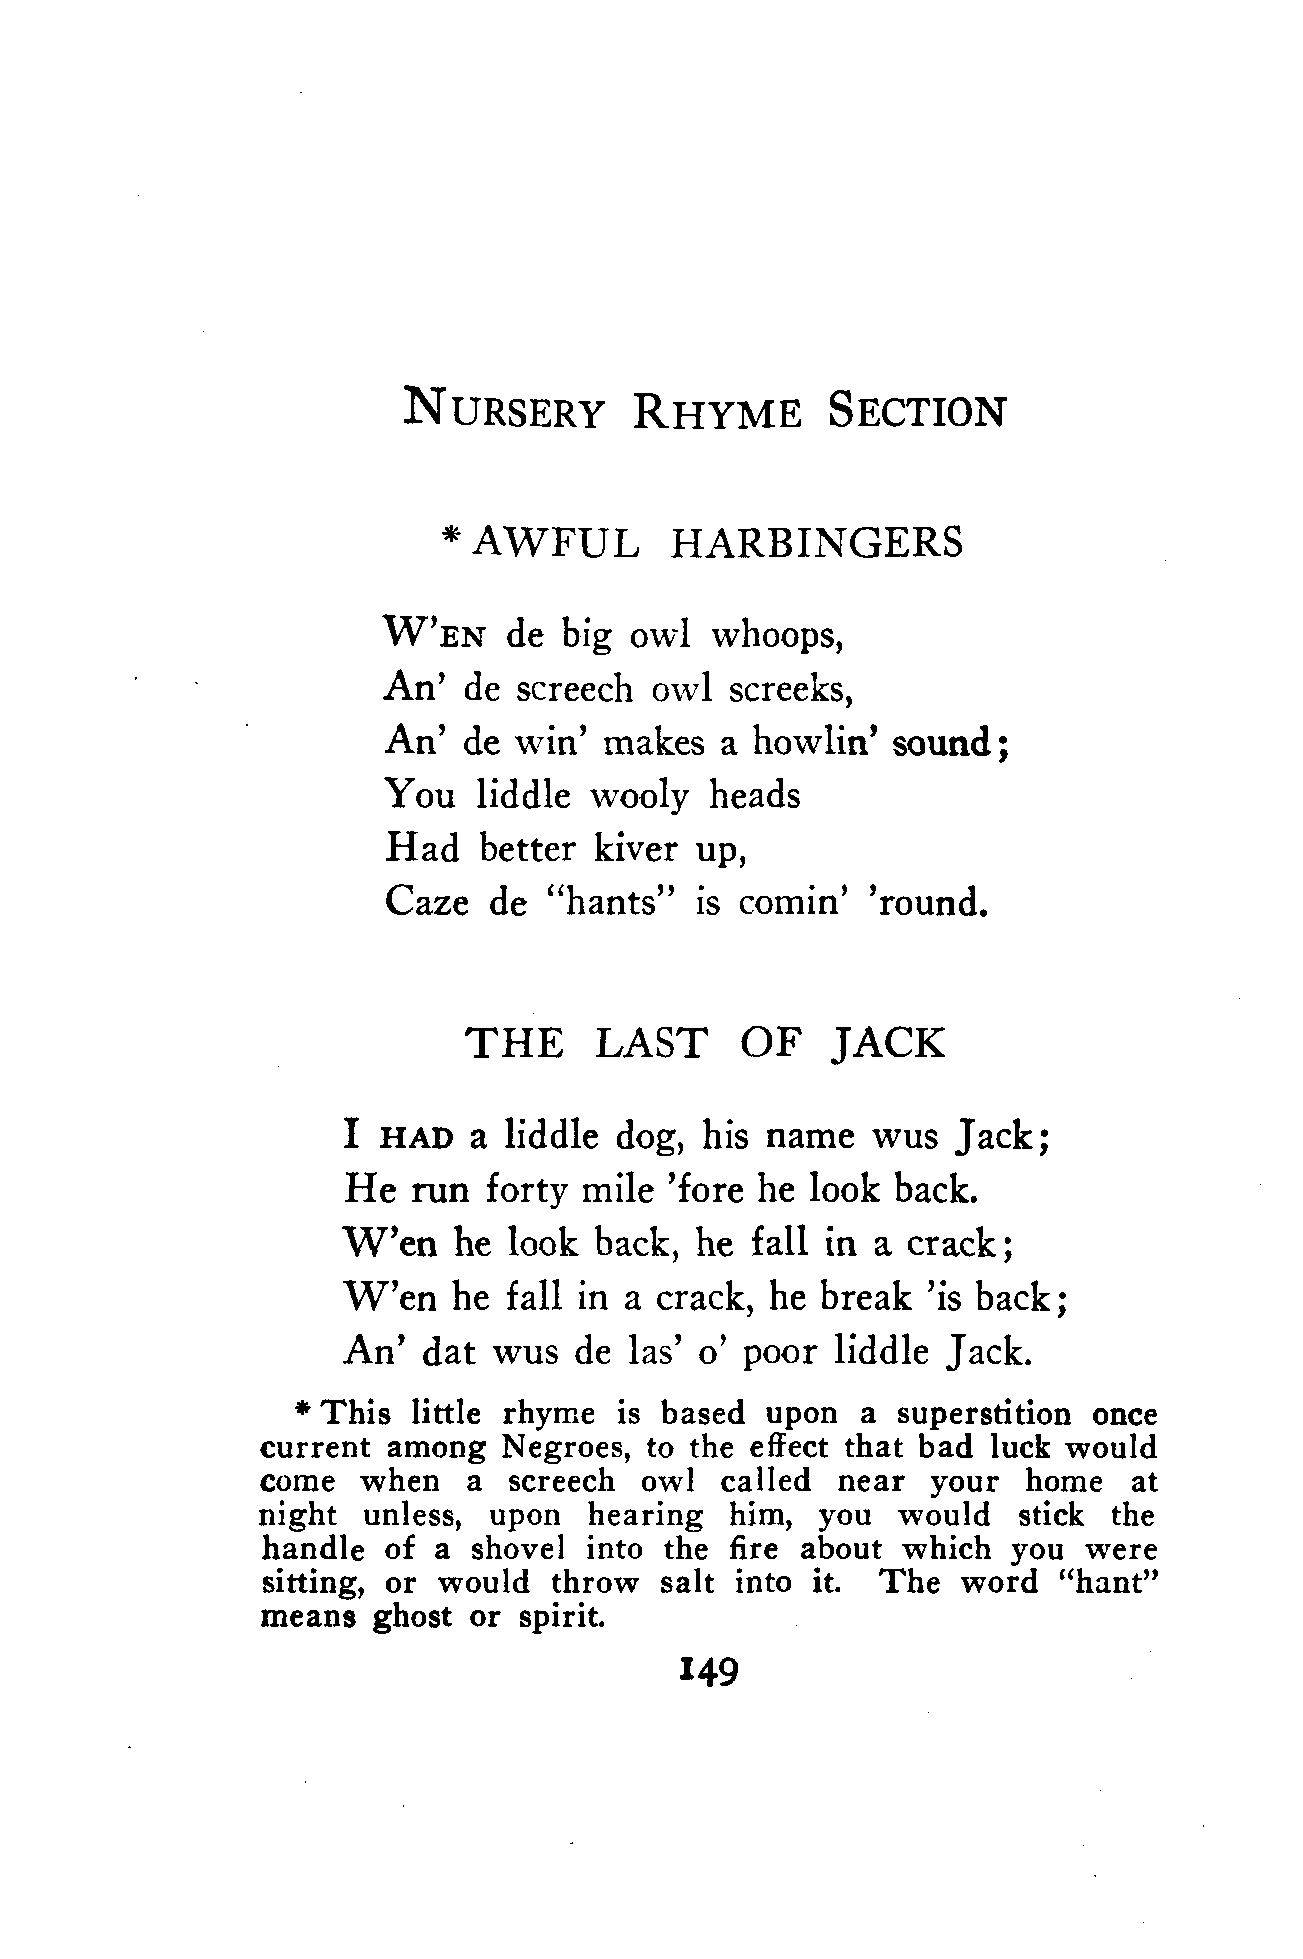 NURSERY RHYME SECTION
* AWFUL HARBINGERS
W'EN de big owl whoops,
An' de screech owl screeks,
An' de win' makes a howlin' sound;
You liddle wooly heads
Had better kiver up,
Caze de “hants” is comin' 'round.
THE LAST OF JACK
I HAD a liddle dog, his name wus Jack;
He run forty mile 'fore he look back.
W'en he look back, he fall in a crack;
W'en he fall in a crack, he break 'is back;
An' dat wus de las' o' poor liddle Jack.
* This little rhyme is based upon a superstition once
current among Negroes, to the effect that bad luck would
come when a screech owl called near your home at
night unless, upon hearing him, you would stick the
handle of a shovel into the fire about which you were
sitting, or would throw salt into it. The word “hant”
means ghost or spirit.
149